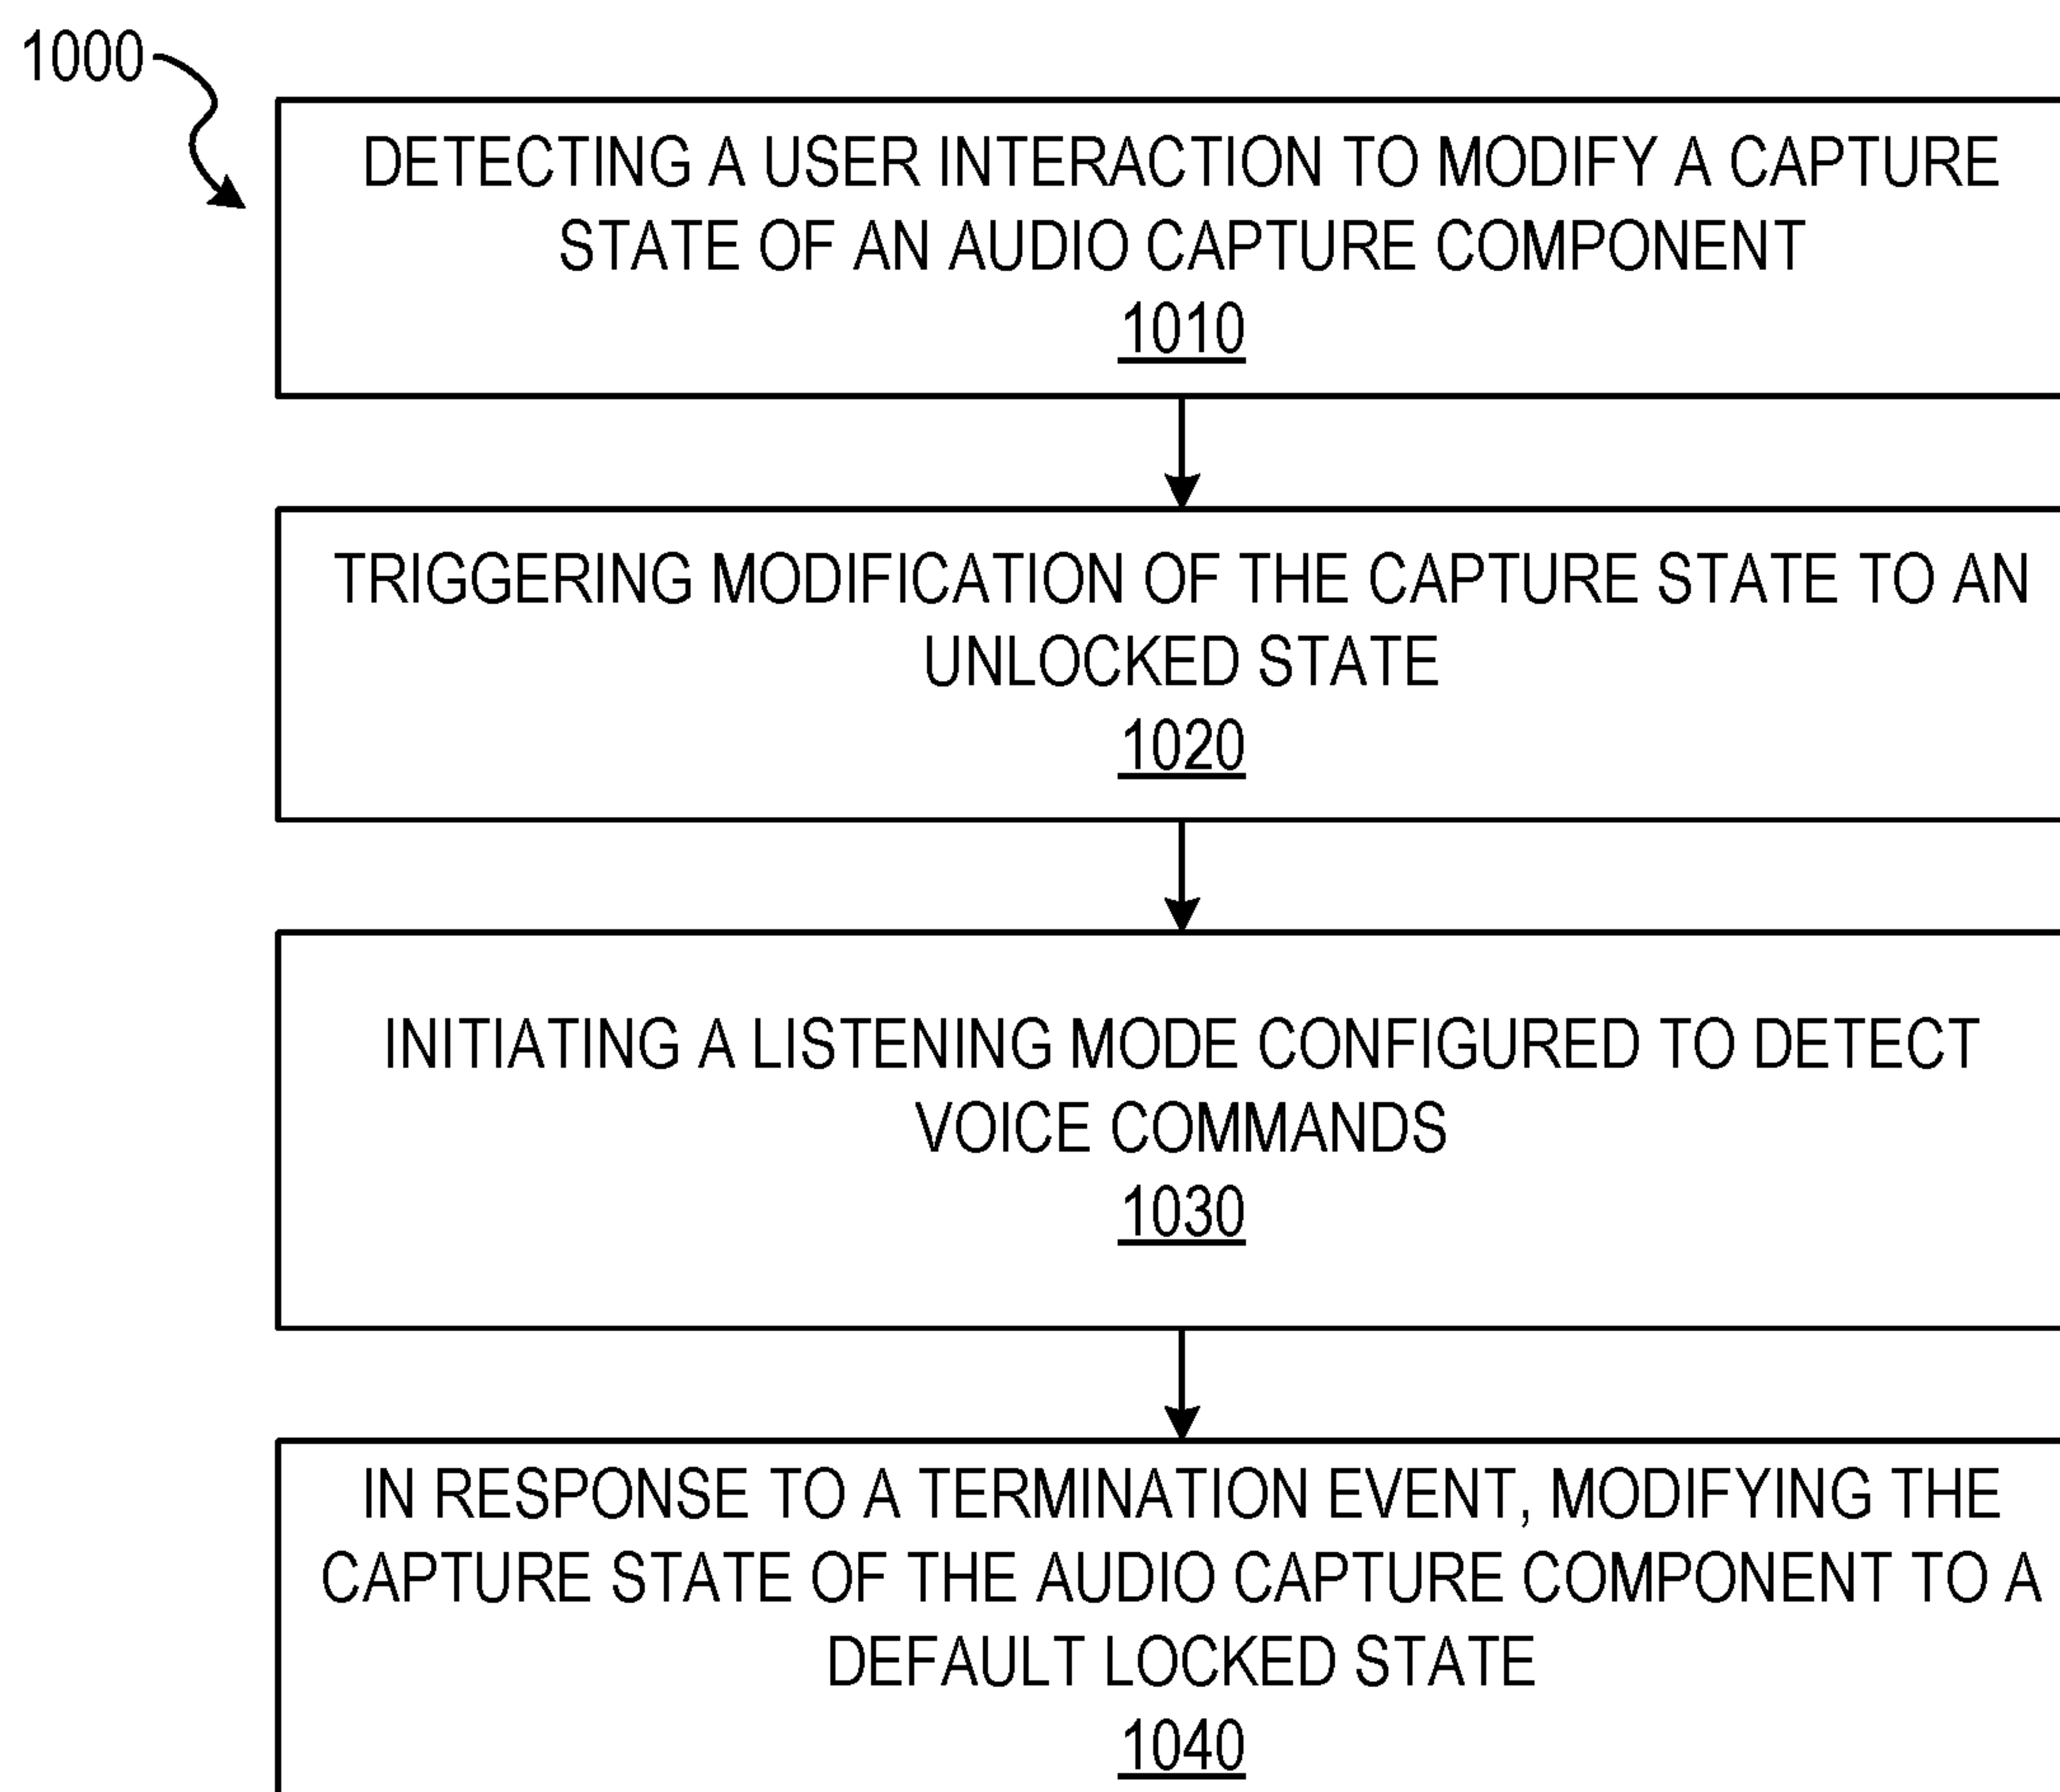 1000
DETECTING A USER INTERACTION TO MODIFY A CAPTURE
STATE OF AN AUDIO CAPTURE COMPONENT
1010
TRIGGERING MODIFICATION OF THE CAPTURE STATE TO AN
UNLOCKED STATE
1020
INITIATING A LISTENING MODE CONFIGURED TO DETECT
VOICE COMMANDS
1030
IN RESPONSE TO A TERMINATION EVENT, MODIFYING THE
CAPTURE STATE OF THE AUDIO CAPTURE COMPONENT TO A
DEFAULT LOCKED STATE
1040